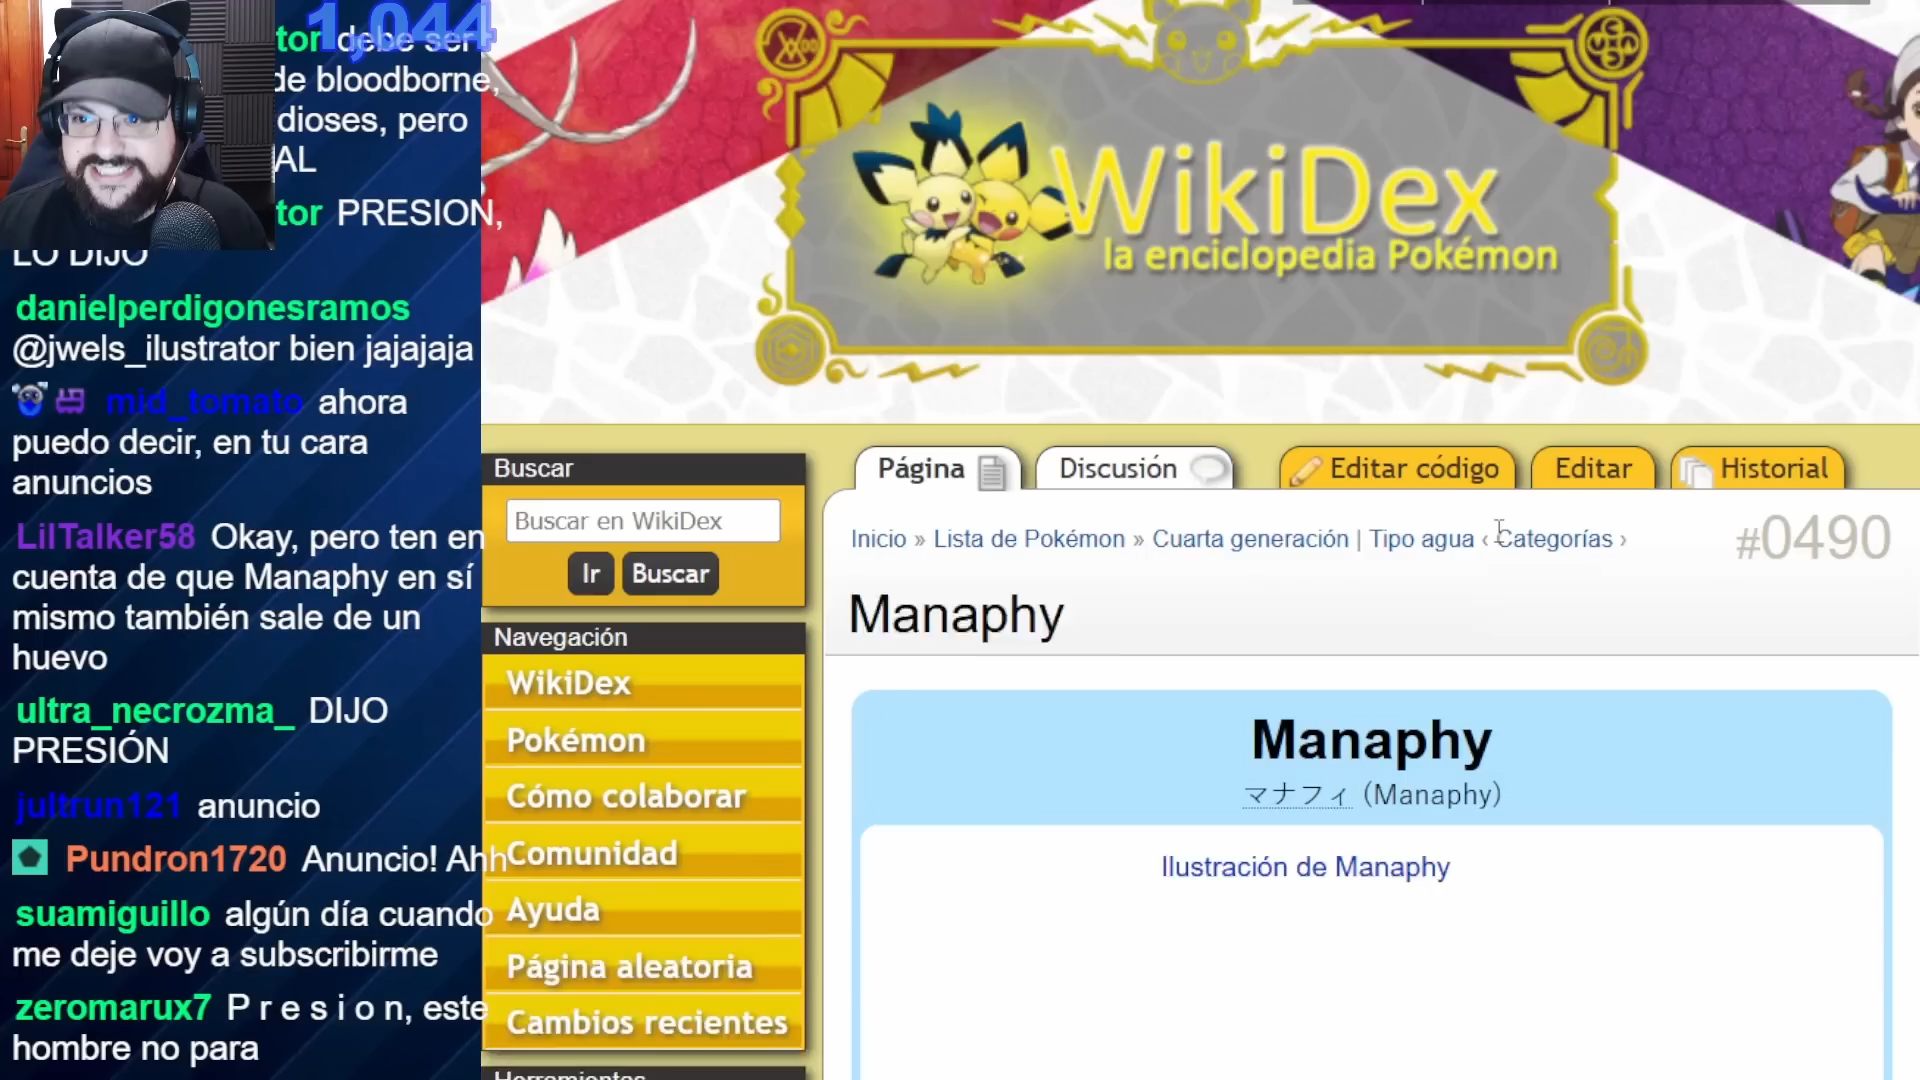 1,044
tor debe ser
de bloodborne,
dioses, pero
AL
tor PRESION,
LO DIJO
danielperdigonesramos
@jwels_ilustrator bien jajajaja
mid_tomato ahora
puedo decir, en tu cara
anuncios
LilTalker58 Okay, pero ten en
cuenta de que Manaphy en sí
mismo también sale de un
huevo
ultra_necrozma_ DIJO
PRESIÓN
jultrun121 anuncio
Pundron1720 Anuncio! Ahh
suamiguillo algún día cuando
me deje voy a subscribirme
zeromarux7 P r e s i o n, este
hombre no para
WikiDex
la enciclopedia Pokémon
Buscar
Buscar en WikiDex
Ir Buscar
Navegación
WikiDex
Pokémon
Cómo colaborar
Comunidad
Ayuda
Página aleatoria
Cambios recientes
Herramientas
Página Discusión Editar código Editar Historial
Inicio » Lista de Pokémon » Cuarta generación | Tipo agua ‹ Categorías ›
#0490
Manaphy
Manaphy
マナフィ (Manaphy)
Ilustración de Manaphy